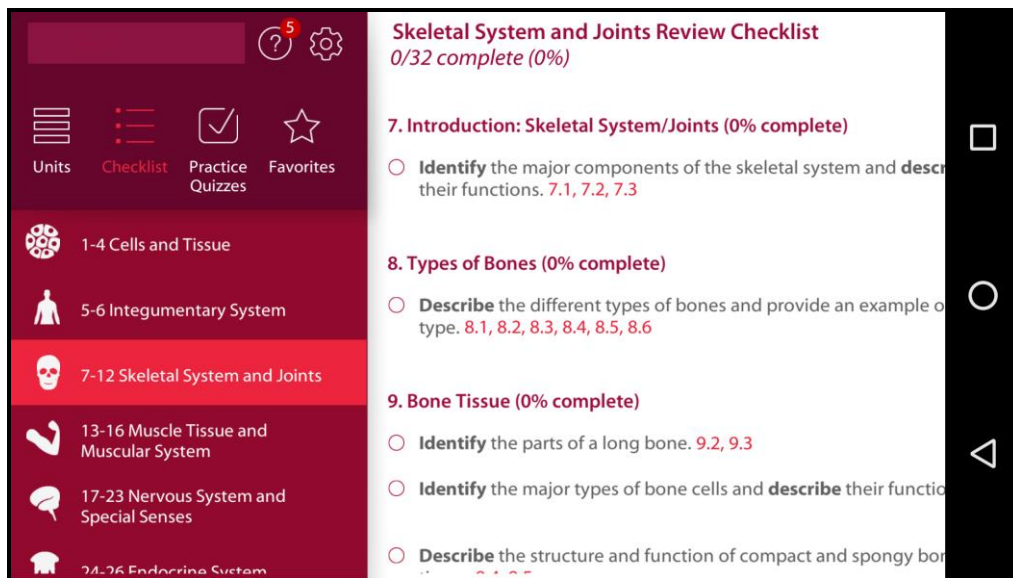 5
?
Units
Checklist
Practice
Quizzes
Favorites
1-4 Cells and Tissue
5-6 Integumentary System
7-12 Skeletal System and Joints
13-16 Muscle Tissue and
Muscular System
17-23 Nervous System and
Special Senses
24-26 Endocrine System
Skeletal System and Joints Review Checklist
0/32 complete (0%)
7. Introduction: Skeletal System/Joints (0% complete)
Identify the major components of the skeletal system and descr
their functions. 7.1, 7.2, 7.3
8. Types of Bones (0% complete)
Describe the different types of bones and provide an example o
type. 8.1, 8.2, 8.3, 8.4, 8.5, 8.6
9. Bone Tissue (0% complete)
Identify the parts of a long bone. 9.2, 9.3
Identify the major types of bone cells and describe their functio
Describe the structure and function of compact and spongy bon